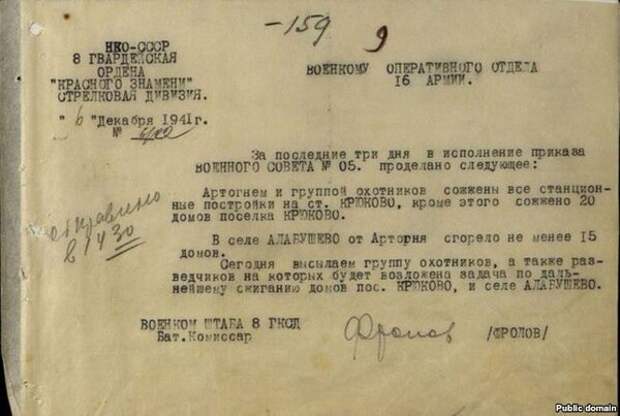 -159
9
НКО-СССР
8 ГВАРДЕЙСКАЯ
ОРДЕНА
"КРАСНОГО ЗНАМЕНИ"
СТРЕЛКОВАЯ ДИВИЗИЯ.
"6" Декабря 1941г.
№
ВОЕНКОМУ ОПЕРАТИВНОГО ОТДЕЛА
16 АРМИИ.
За последние три дня в исполнение приказа
ВОЕННОГО СОВЕТА № 05. проделано следующее:
Артогнем и группой охотников сожжены все станцион-
ные постройки на ст. КРЮКОВО, кроме этого сожжено 20
домов поселка КРЮКОВО.
В селе АЛАБУШЕВО от Артогня сгорело не менее 15
домов.
Сегодня высылаем группу охотников, а также раз-
ведчиков на которых будет возложена задача по даль-
нейшему сжиганию домов пос. КРЮКОВО, и селе АЛАБУШЕВО.
отправлено
в 14 30
ВОЕНКОМ ШТАБА 8 ГКСД
Бат.Комиссар
Фролов
/ФРОЛОВ/
Public domain